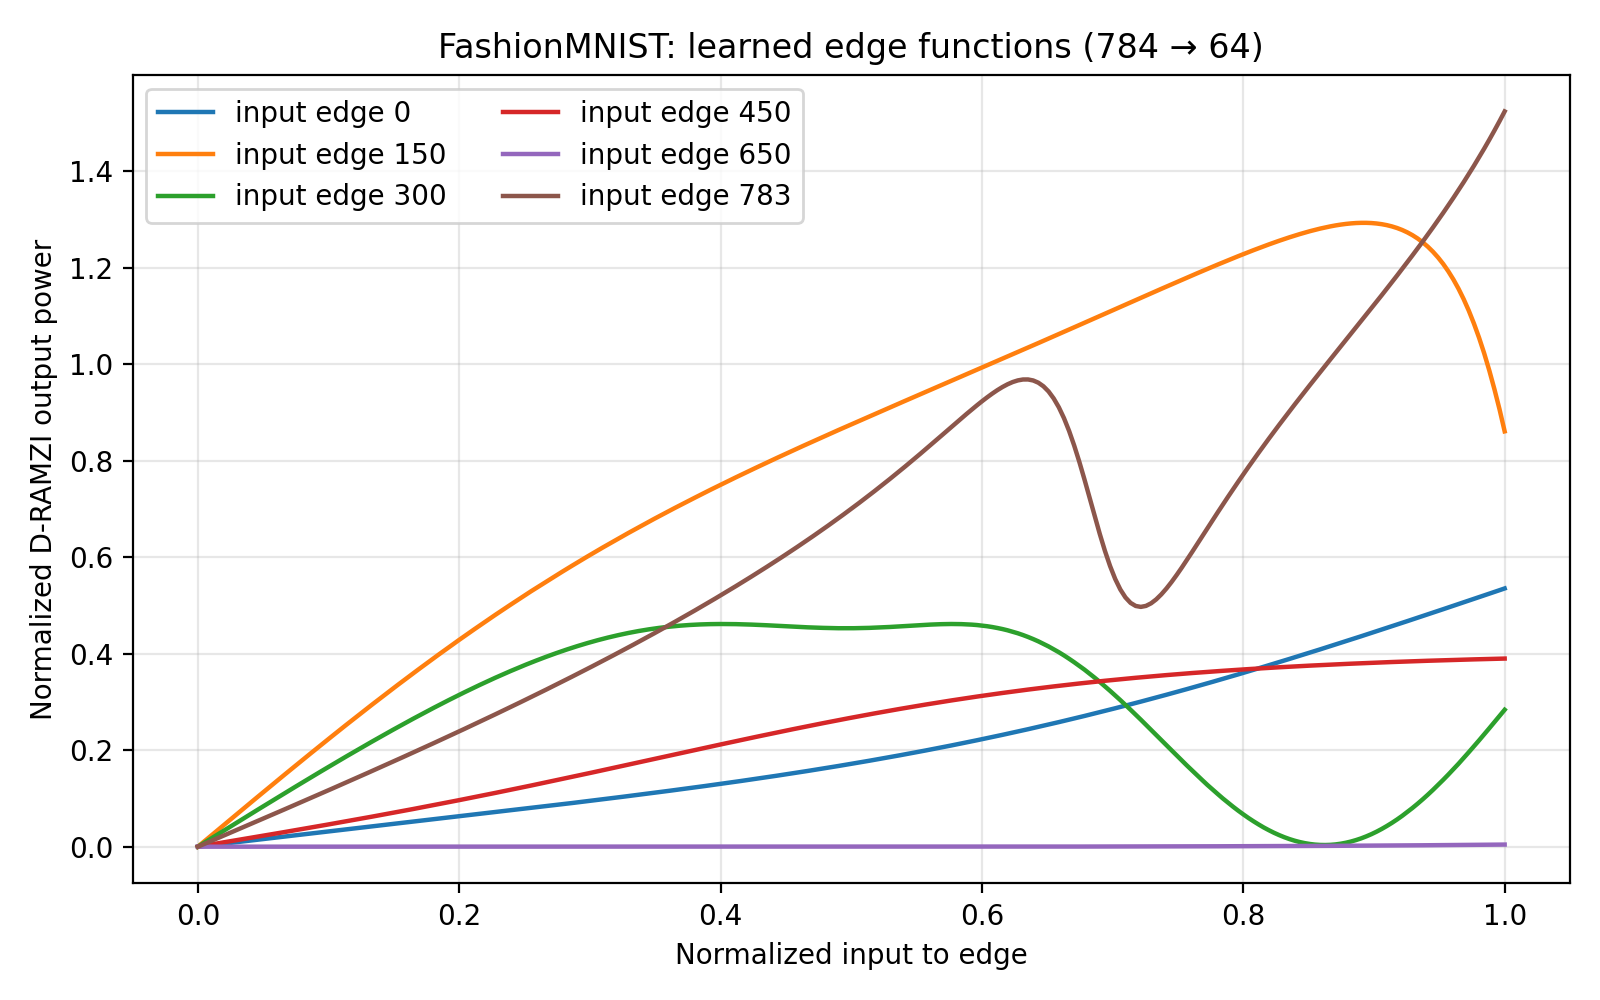 FashionMNIST: learned edge functions (784 → 64)
input edge 0
input edge 150
input edge 300
input edge 450
input edge 650
input edge 783
Normalized D-RAMZI output power
1.4
1.2
1.0
0.8
0.6
0.4
0.2
0.0
0.0 0.2 0.4 0.6 0.8 1.0
Normalized input to edge